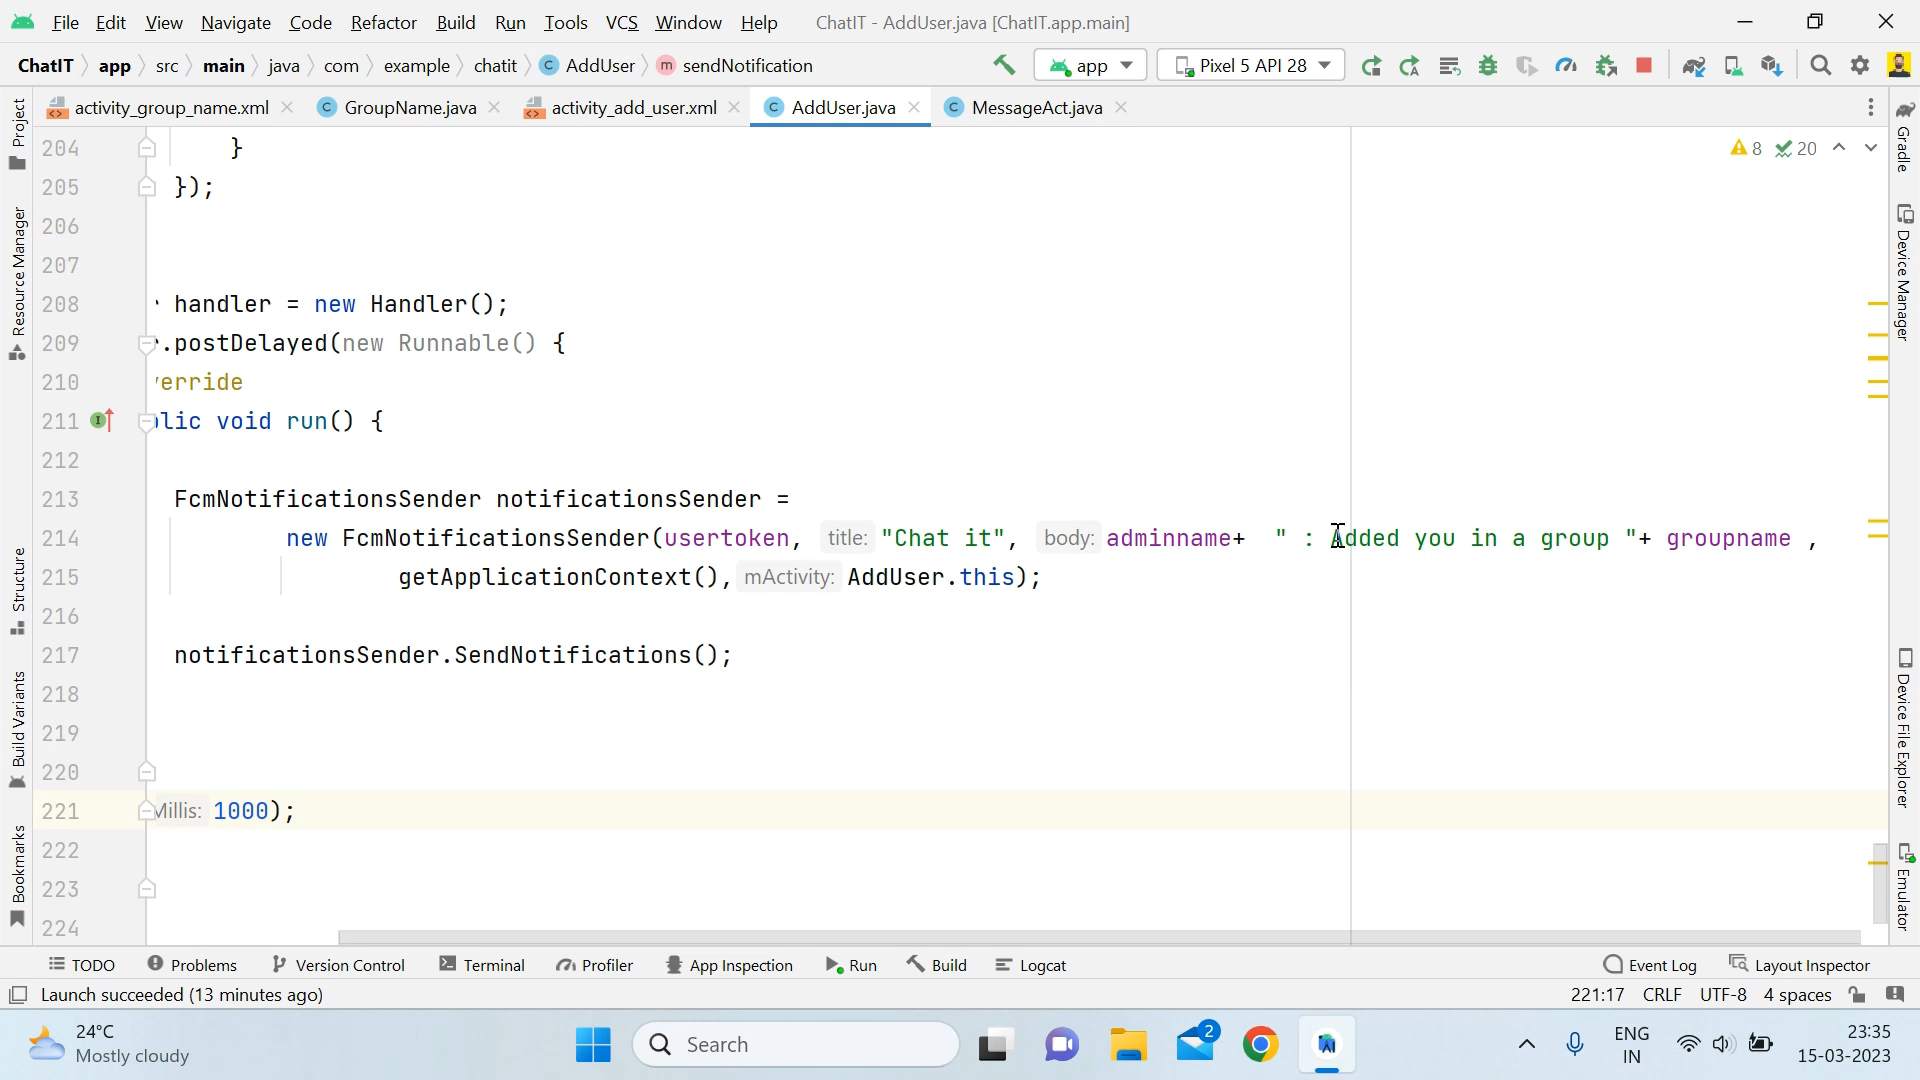 File Edit View Navigate Code Refactor Build Run Tools VCS Window Help ChatIT - AddUser.java [ChatIT.app.main]
ChatIT app src main java com example chatit C AddUser m sendNotification app Pixel 5 API 28
activity_group_name.xml C GroupName.java activity_add_user.xml C AddUser.java C MessageAct.java
Project
Resource Manager
Structure
Build Variants
Bookmarks
8 20
204 }
205 });
206
207
208 handler = new Handler();
209 .postDelayed(new Runnable() {
210 erride
211 lic void run() {
212
213 FcmNotificationsSender notificationsSender =
214 new FcmNotificationsSender(usertoken, title: "Chat it", body: adminname+ " : Added you in a group "+ groupname ,
215 getApplicationContext(), mActivity: AddUser.this);
216
217 notificationsSender.SendNotifications();
218
219
220
221 Millis: 1000);
222
223
224
Gradle
Device Manager
Device File Explorer
Emulator
TODO Problems Version Control Terminal Profiler App Inspection Run Build Logcat Event Log Layout Inspector
Launch succeeded (13 minutes ago) 221:17 CRLF UTF-8 4 spaces
24°C
Mostly cloudy
Search
2
ENG
IN
23:35
15-03-2023